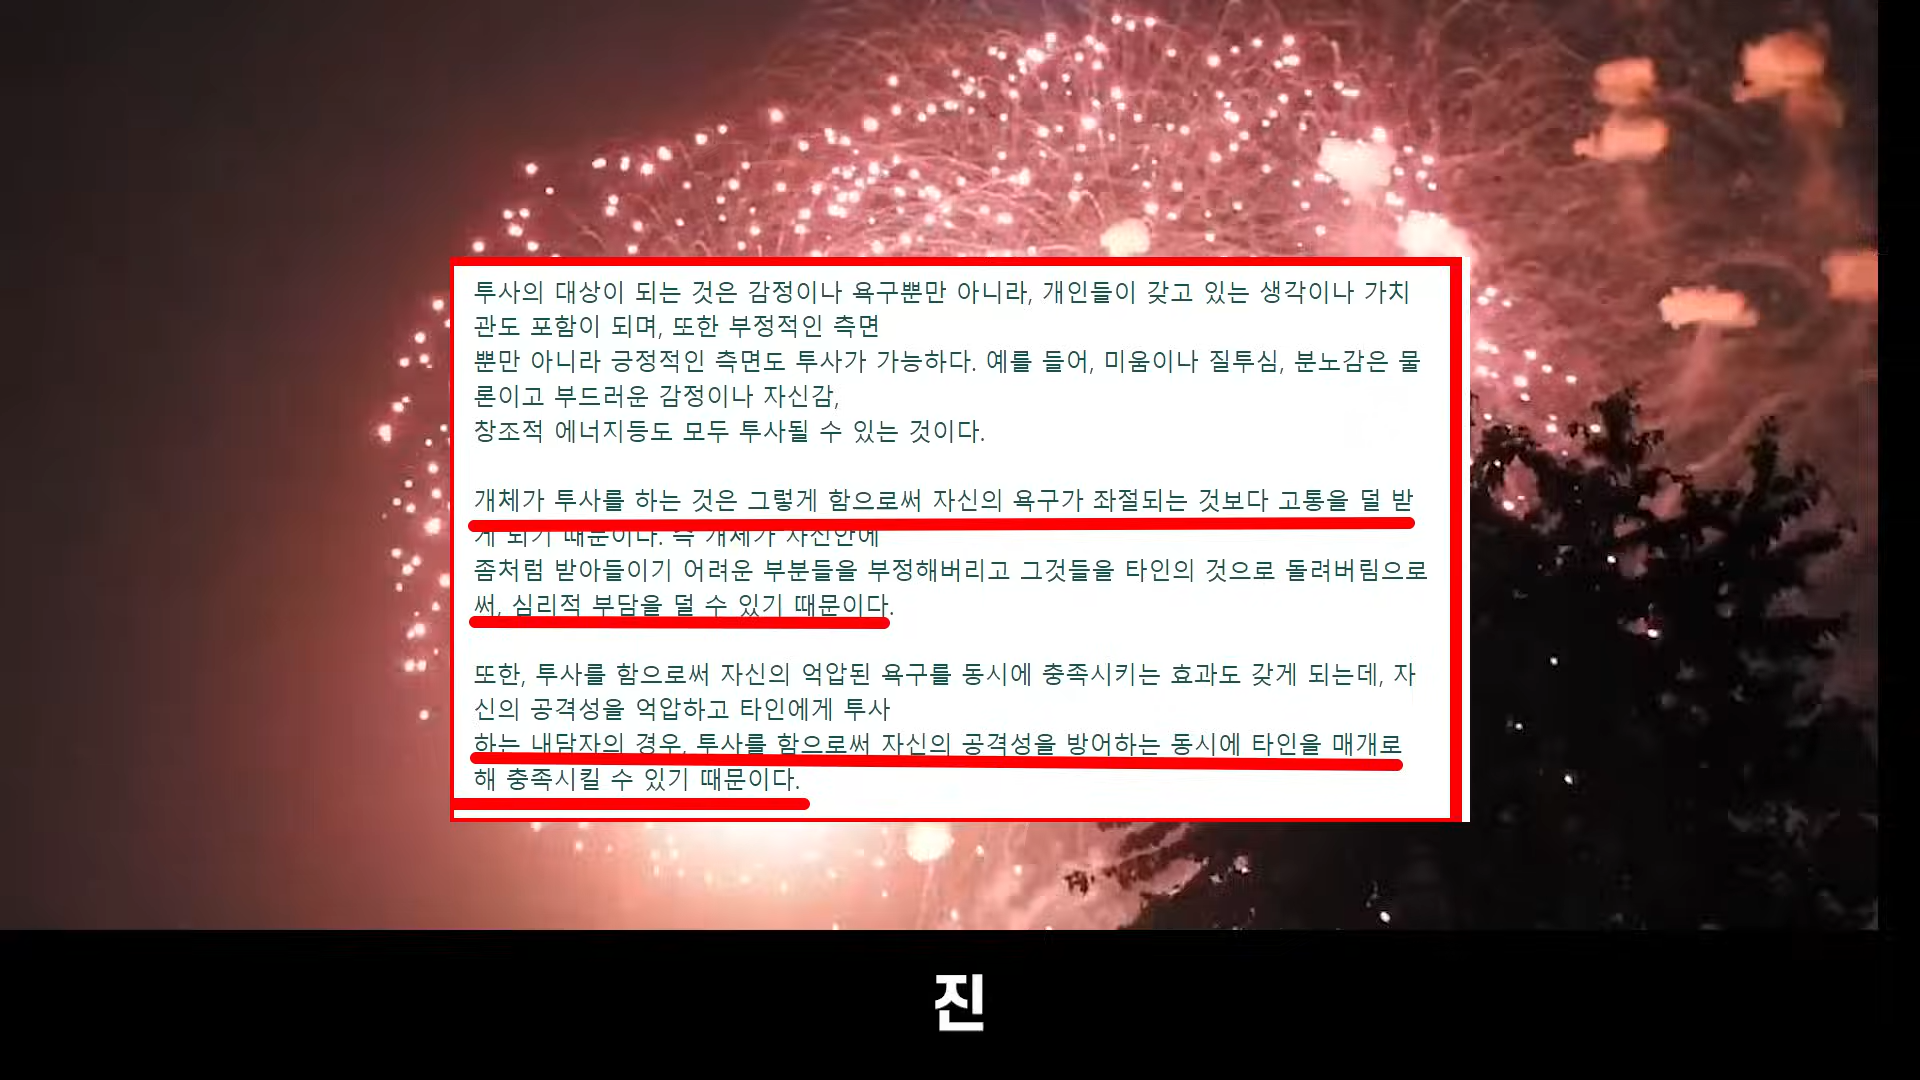 투사의 대상이 되는 것은 감정이나 욕구뿐만 아니라, 개인들이 갖고 있는 생각이나 가치
관도 포함이 되며, 또한 부정적인 측면
뿐만 아니라 긍정적인 측면도 투사가 가능하다. 예를 들어, 미움이나 질투심, 분노감은 물
론이고 부드러운 감정이나 자신감,
창조적 에너지등도 모두 투사될 수 있는 것이다.
개체가 투사를 하는 것은 그렇게 함으로써 자신의 욕구가 좌절되는 것보다 고통을 덜 받
게 되기 때문이다. 즉 개체가 자신안에
좀처럼 받아들이기 어려운 부분들을 부정해버리고 그것들을 타인의 것으로 돌려버림으로
써, 심리적 부담을 덜 수 있기 때문이다.
또한, 투사를 함으로써 자신의 억압된 욕구를 동시에 충족시키는 효과도 갖게 되는데, 자
신의 공격성을 억압하고 타인에게 투사
하는 내담자의 경우, 투사를 함으로써 자신의 공격성을 방어하는 동시에 타인을 매개로
해 충족시킬 수 있기 때문이다.
진